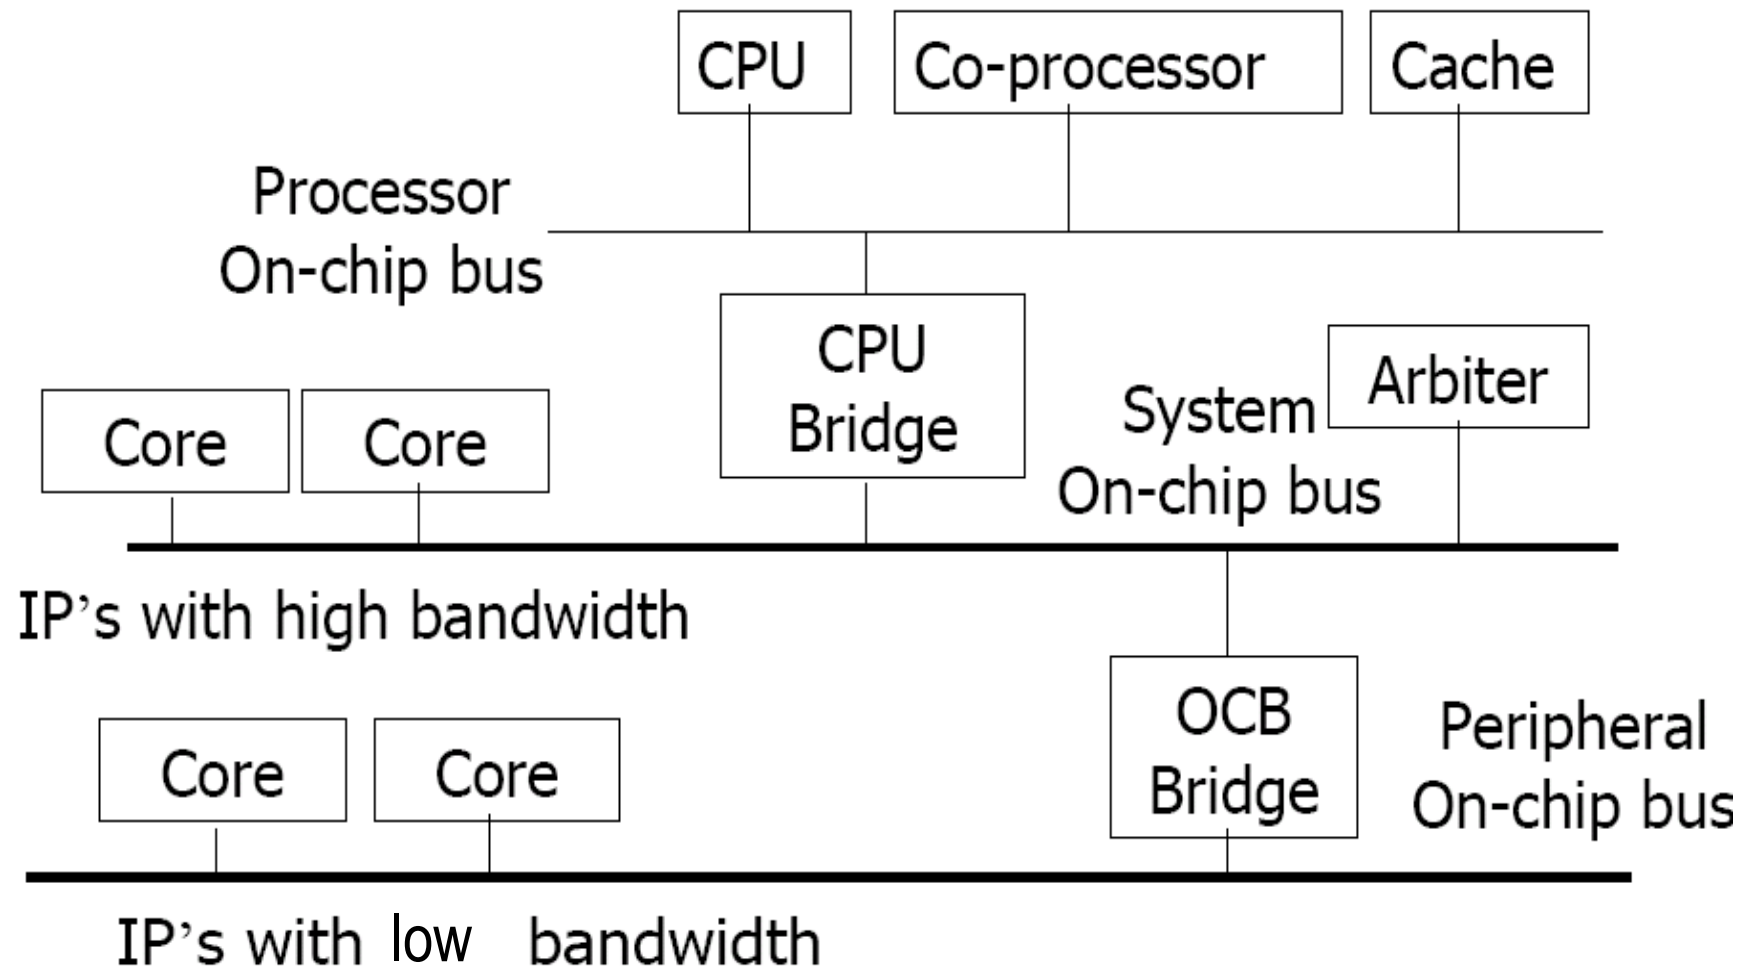 CPU
Co-processor
Cache
Processor
On-chip bus
CPU
Bridge
Arbiter
System
On-chip bus
Core
Core
IP’s with high bandwidth
OCB
Bridge
Peripheral
On-chip bus
Core
Core
IP’s with low bandwidth